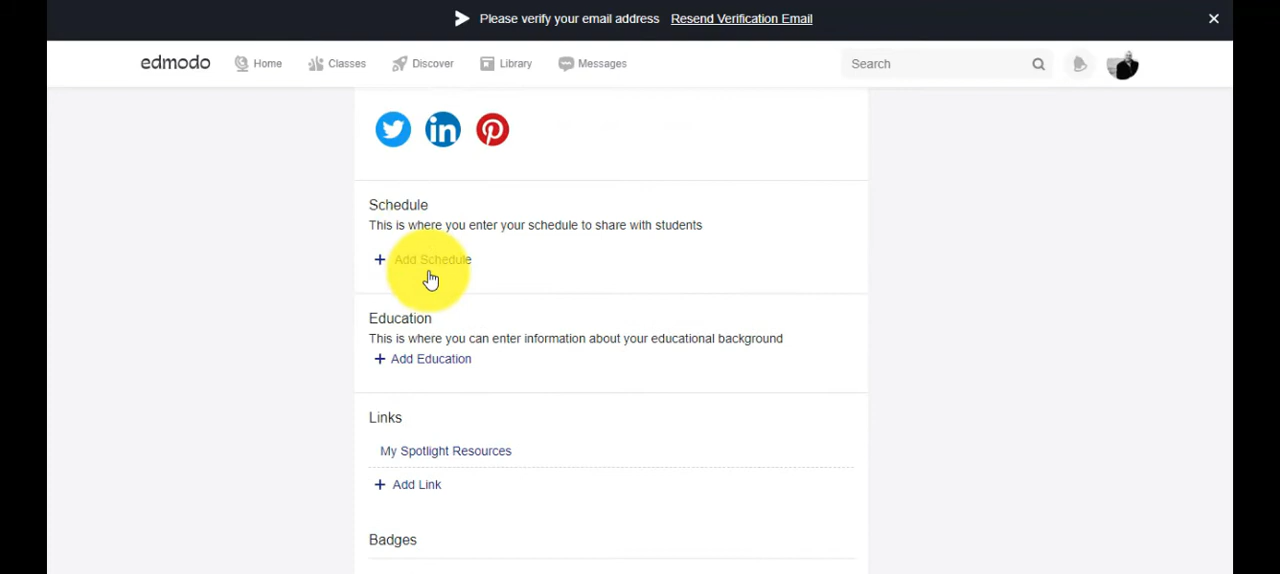 Please verify your email address Resend Verification Email
edmodo Home Classes Discover Library Messages Search
in
Schedule
This is where you enter your schedule to share with students
+ Add Schedule
Education
This is where you can enter information about your educational background
+ Add Education
Links
My Spotlight Resources
+ Add Link
Badges